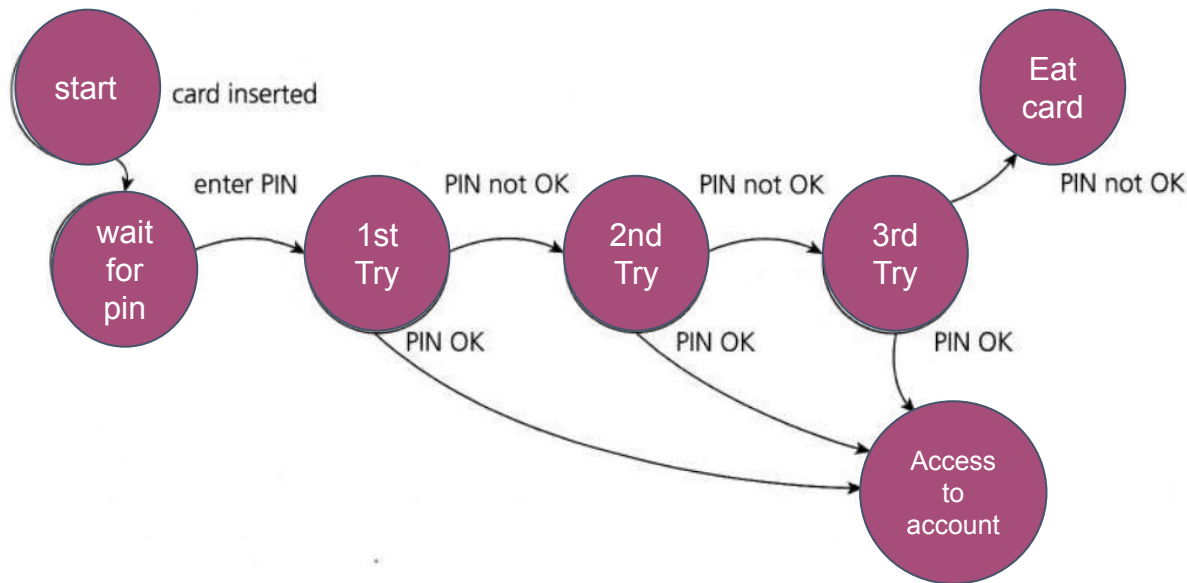 start
card inserted
Eat
card
enter PIN
PIN not OK
PIN not OK
PIN not OK
wait
for
pin
1st
Try
2nd
Try
3rd
Try
PIN OK
PIN OK
PIN OK
Access
to
account